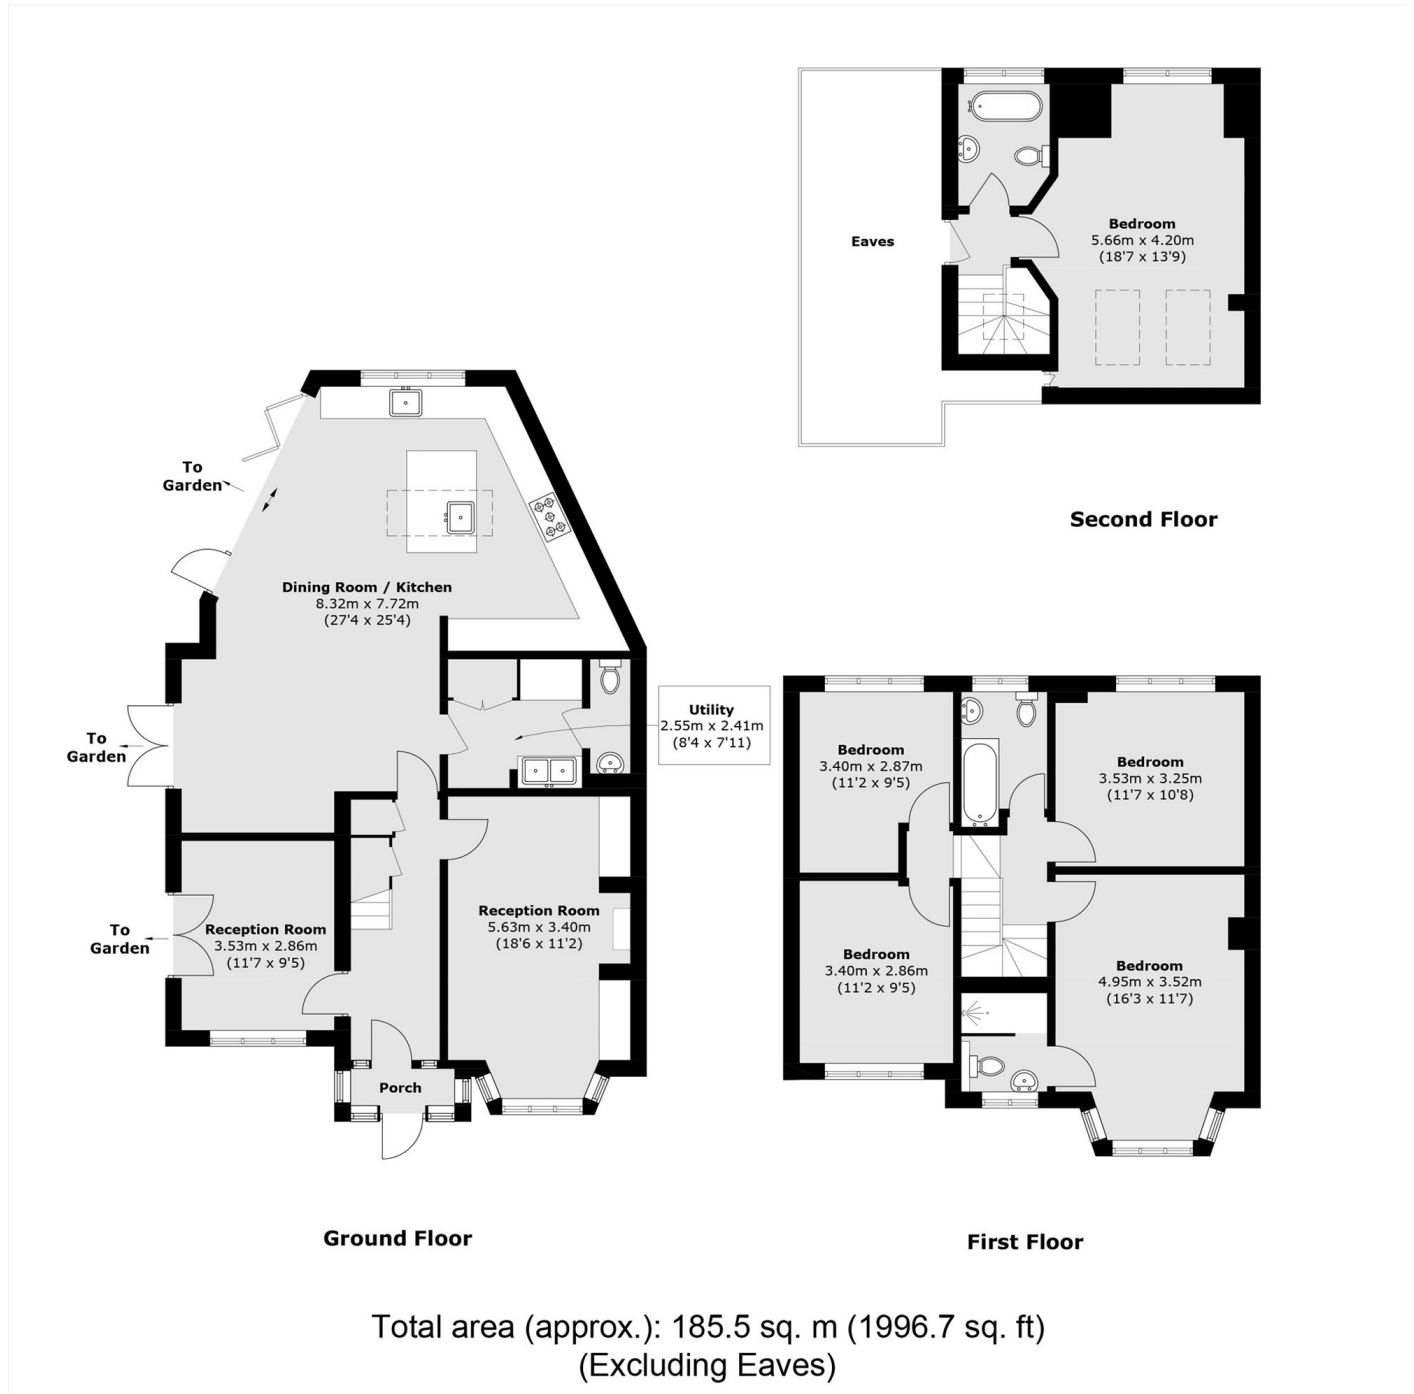 Eaves
Bedroom
5.66m x 4.20m
(18'7 x 13'9)
Second Floor
To
Garden
Dining Room / Kitchen
8.32m x 7.72m
(27'4 x 25'4)
To
Garden
Utility
2.55m x 2.41m
(8'4 x 7'11)
To
Garden
Reception Room
3.53m x 2.86m
(11'7 x 9'5)
Reception Room
5.63m x 3.40m
(18'6 x 11'2)
Porch
Ground Floor
Bedroom
3.40m x 2.87m
(11'2 x 9'5)
Bedroom
3.53m x 3.25m
(11'7 x 10'8)
Bedroom
3.40m x 2.86m
(11'2 x 9'5)
Bedroom
4.95m x 3.52m
(16'3 x 11'7)
First Floor
Total area (approx.): 185.5 sq. m (1996.7 sq. ft)
(Excluding Eaves)